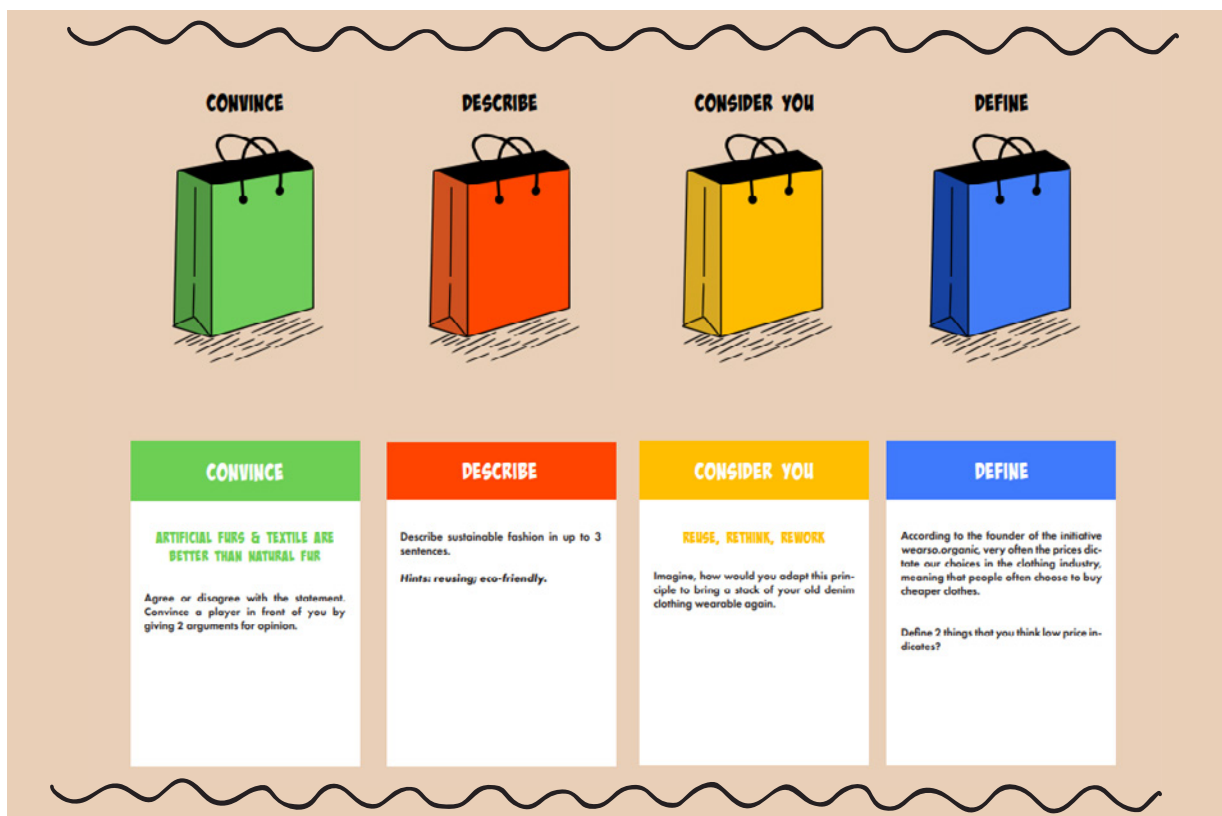 CONVINCE
DESCRIBE
CONSIDER YOU
DEFINE
CONVINCE
ARTIFICIAL FURS & TEXTILE ARE
BETTER THAN NATURAL FUR
Agree or disagree with the statement.
Convince a player in front of you by
giving 2 arguments for opinion.
DESCRIBE
Describe sustainable fashion in up to 3
sentences.
Hints: reusing; eco-friendly.
CONSIDER YOU
REUSE, RETHINK, REWORK
Imagine, how would you adapt this prin-
ciple to bring a stack of your old denim
clothing wearable again.
DEFINE
According to the founder of the initiative
wearso.organic, very often the prices dic-
tate our choices in the clothing industry,
meaning that people often choose to buy
cheaper clothes.
Define 2 things that you think low price in-
dicates?